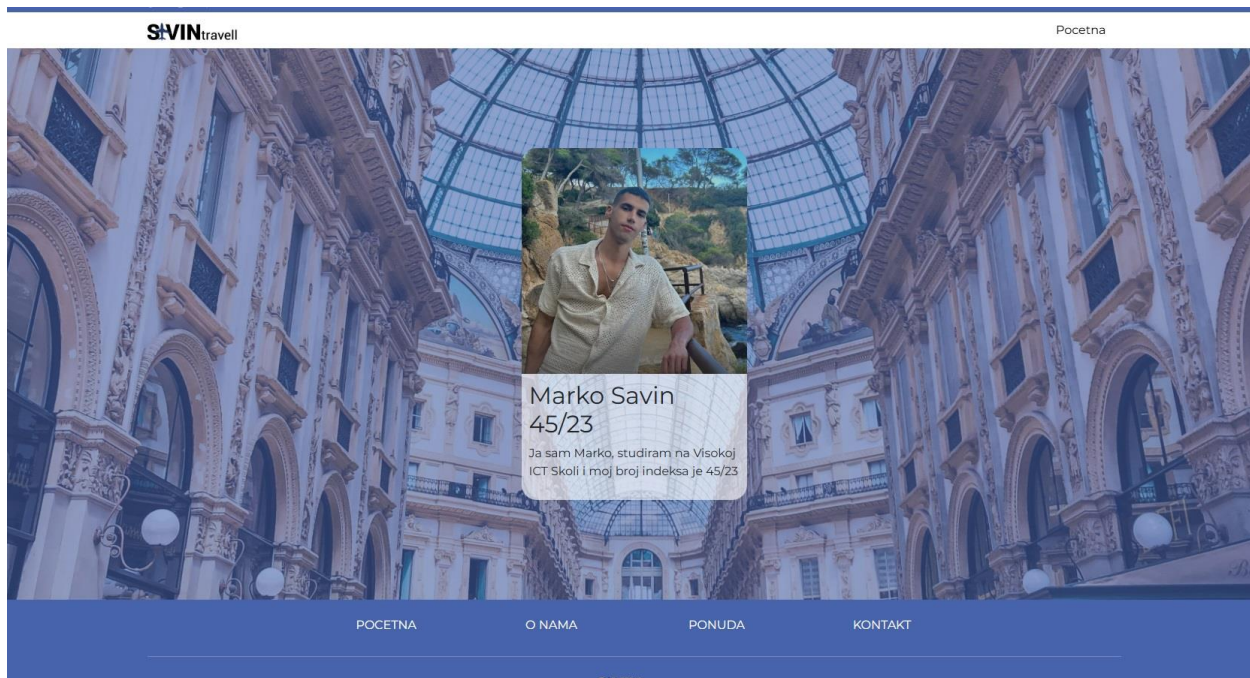 SAVINtravell
Pocetna
Marko Savin
45/23
Ja sam Marko, studiram na Visokoj
ICT Skoli i moj broj indeksa je 45/23
POCETNA
O NAMA
PONUDA
KONTAKT